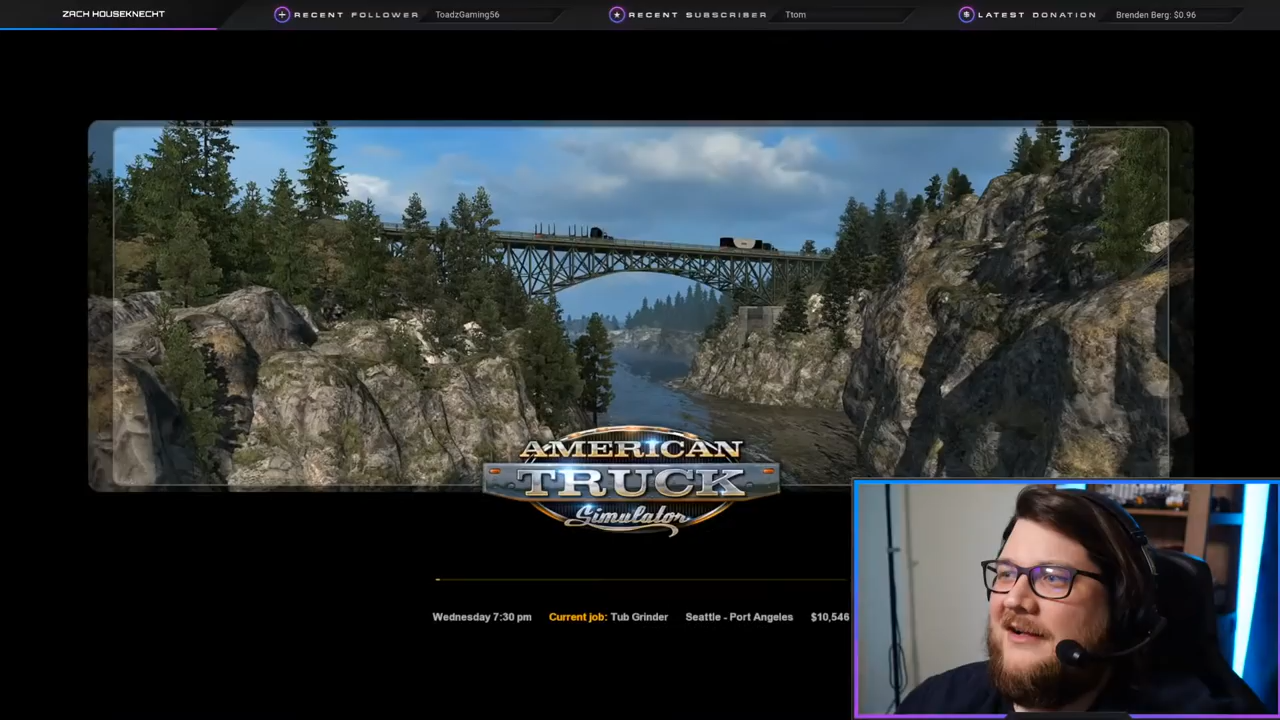 ZACH HOUSEKNECHT
RECENT FOLLOWER ToadzGaming56
RECENT SUBSCRIBER Ttom
$ LATEST DONATION Brenden Berg: $0.96
AMERICAN
TRUCK
Simulator
Wednesday 7:30 pm Current job: Tub Grinder Seattle - Port Angeles $10,546